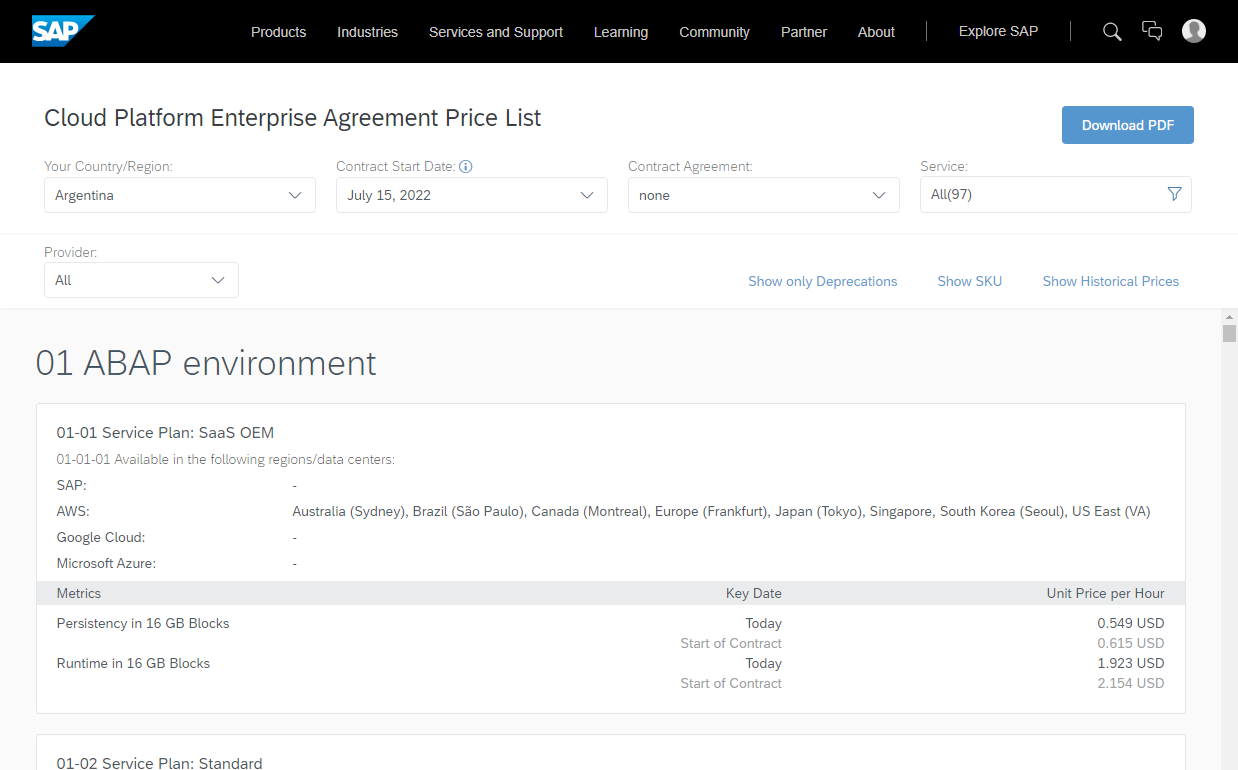 SAP Products Industries Services and Support Learning Community Partner About Explore SAP
Cloud Platform Enterprise Agreement Price List
Download PDF
Your Country/Region: Contract Start Date: Contract Agreement: Service:
Argentina July 15, 2022 none All(97)
Provider:
All
Show only Deprecations Show SKU Show Historical Prices
01 ABAP environment
01-01 Service Plan: SaaS OEM
01-01-01 Available in the following regions/data centers:
SAP: -
AWS: Australia (Sydney), Brazil (São Paulo), Canada (Montreal), Europe (Frankfurt), Japan (Tokyo), Singapore, South Korea (Seoul), US East (VA)
Google Cloud: -
Microsoft Azure: -
Metrics Key Date Unit Price per Hour
Persistency in 16 GB Blocks Today 0.549 USD
Start of Contract 0.615 USD
Runtime in 16 GB Blocks Today 1.923 USD
Start of Contract 2.154 USD
01-02 Service Plan: Standard